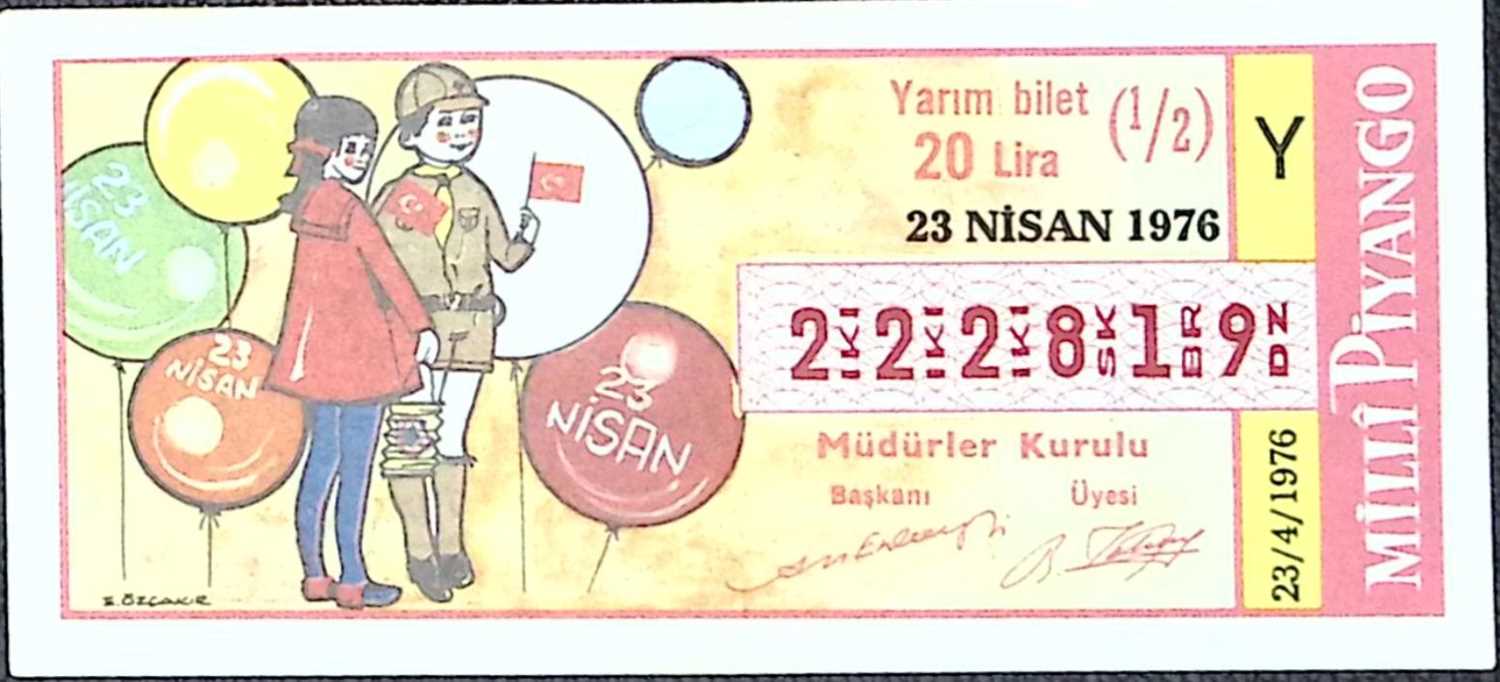 23
NİSAN
23
NİSAN
23
NİSAN
E. ÖZÇAKIR
Yarım bilet (1/2)
20 Lira
23 NİSAN 1976
Y
2 İKİ 2 İKİ 2 İKİ 8 SK 1 BR 9 DZ
Müdürler Kurulu
Başkanı Üyesi
23/4/1976
MİLLÎ PİYANGO